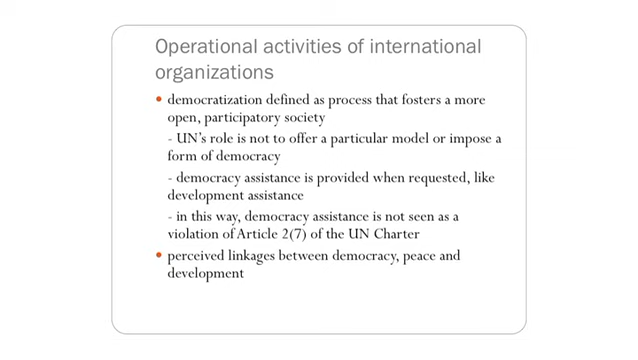 Operational activities of international
organizations
• democratization defined as process that fosters a more
open, participatory society
- UN's role is not to offer a particular model or impose a
form of democracy
- democracy assistance is provided when requested, like
development assistance
- in this way, democracy assistance is not seen as a
violation of Article 2(7) of the UN Charter
• perceived linkages between democracy, peace and
development